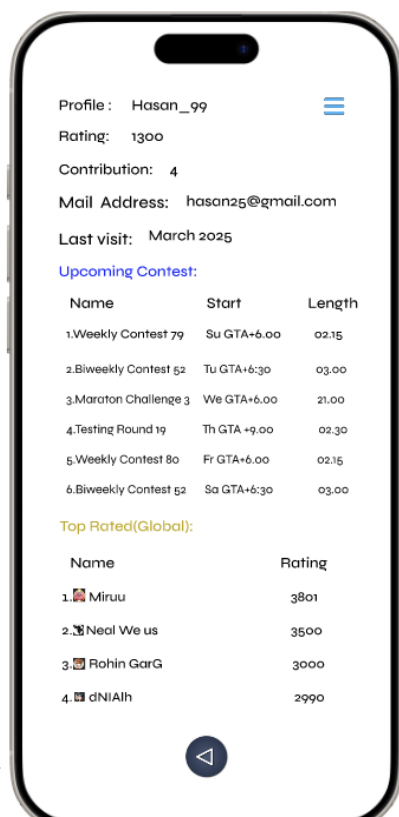 Profile : Hasan_99
Rating: 1300
Contribution: 4
Mail Address: hasan25@gmail.com
Last visit: March 2025
Upcoming Contest:
Name Start Length
1.Weekly Contest 79 Su GTA+6.00 02.15
2.Biweekly Contest 52 Tu GTA+6:30 03.00
3.Maraton Challenge 3 We GTA+6.00 21.00
4.Testing Round 19 Th GTA +9.00 02.30
5.Weekly Contest 80 Fr GTA+6.00 02.15
6.Biweekly Contest 52 Sa GTA+6:30 03.00
Top Rated(Global):
Name Rating
1. Miruu 3801
2. Neal We us 3500
3. Rohin GarG 3000
4. dNIAlh 2990